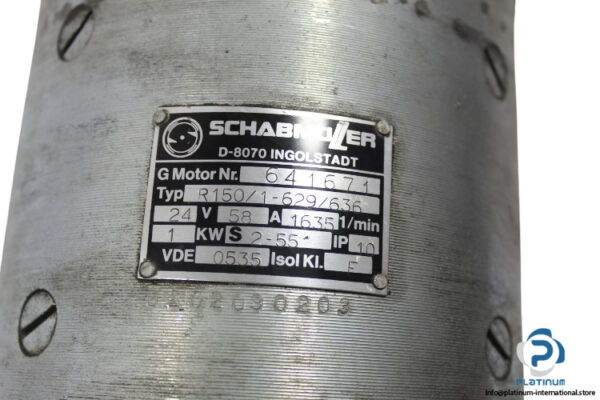 SCHABMÜLLER
D-8070 INGOLSTADT
G Motor Nr. 641671
Typ R150/1-629/636
24 V 58 A 1635 1/min
1 KW S 2-55' IP 10
VDE 0535 Isol Kl. F
0302030203
PLATINUM
info@platinum-international.store